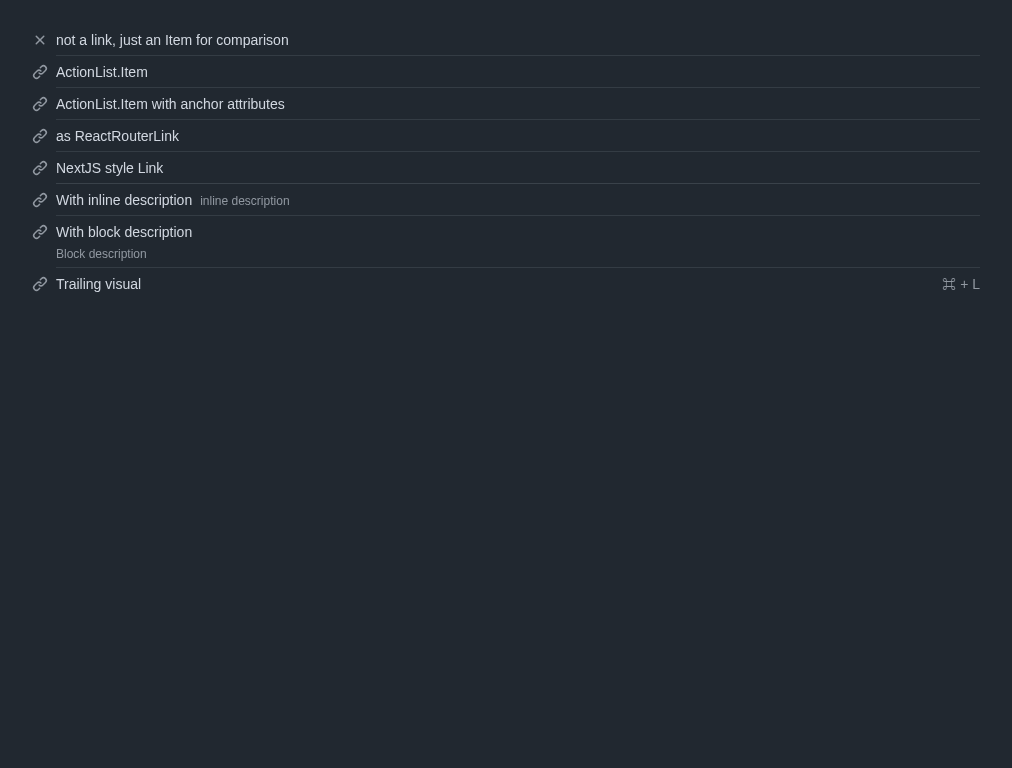 not a link, just an Item for comparison
ActionList.Item
ActionList.Item with anchor attributes
as ReactRouterLink
NextJS style Link
With inline description inline description
With block description
Block description
Trailing visual ⌘ + L